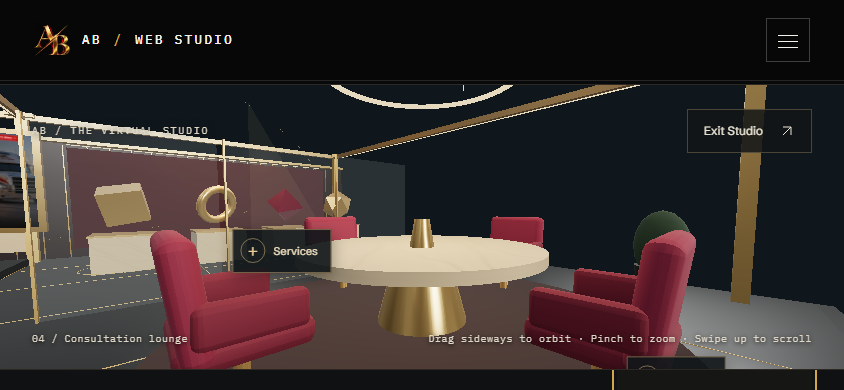 AB
AB / WEB STUDIO
AB / THE VIRTUAL STUDIO
Exit Studio
Services
04 / Consultation lounge
Drag sideways to orbit · Pinch to zoom · Swipe up to scroll